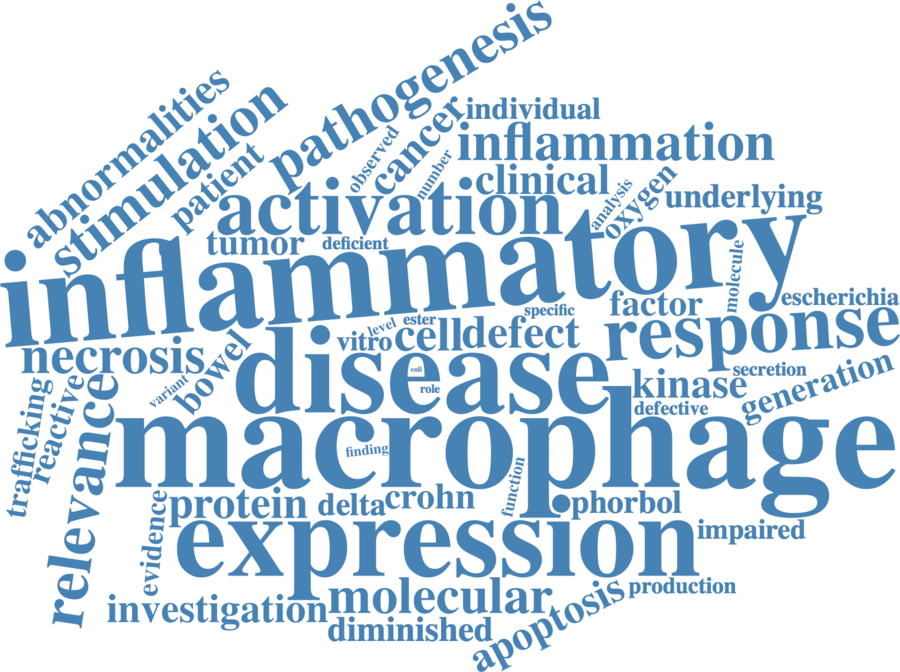 pathogenesis
abnormalities
stimulation
patient
observed
cancer
individual
number
inflammation
clinical
activation
analysis
oxygen
underlying
tumor
deficient
inflammatory
molecule
escherichia
factor
specific
ester
level
vitro
cell
defect
response
necrosis
bowel
disease
coli
role
variant
secretion
kinase
generation
defective
trafficking
reactive
relevance
macrophage
finding
function
protein
delta
crohn
phorbol
evidence
expression
impaired
production
investigation
molecular
diminished
apoptosis